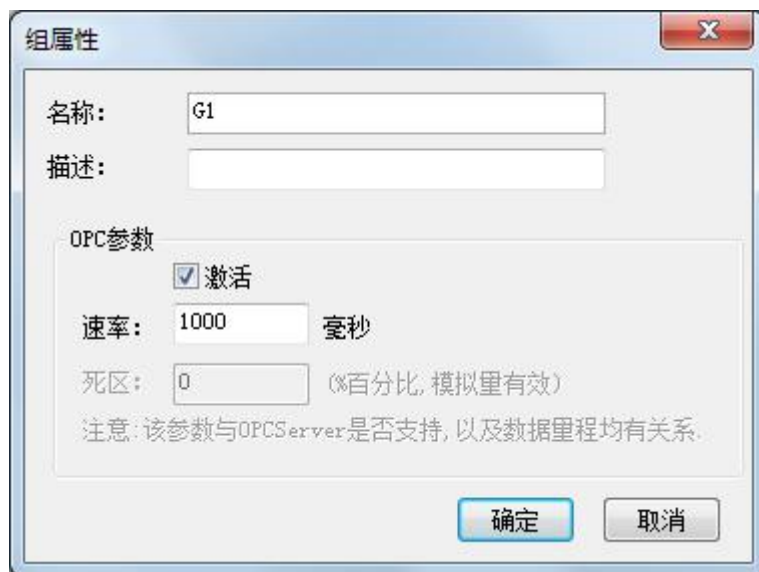 组属性
名称: G1
描述:
OPC参数
激活
速率: 1000 毫秒
死区: 0 (%百分比,模拟量有效)
注意:该参数与OPCServer是否支持,以及数据量程均有关系.
确定 取消